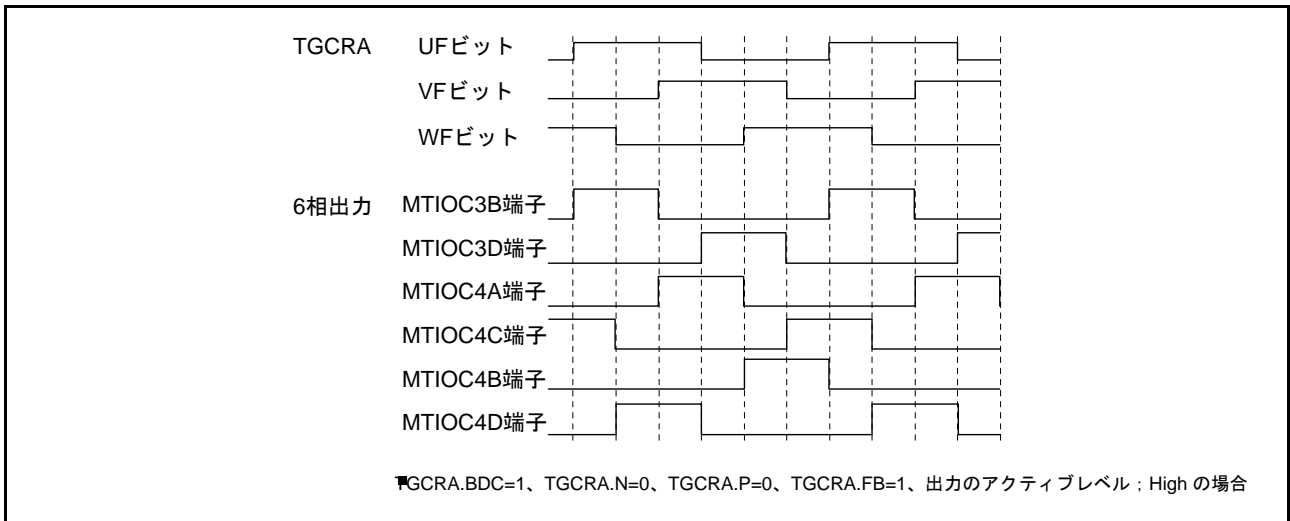 TGCRA UFビット
VFビット
WFビット
6相出力 MTIOC3B端子
MTIOC3D端子
MTIOC4A端子
MTIOC4C端子
MTIOC4B端子
MTIOC4D端子
TGCRA.BDC=1、TGCRA.N=0、TGCRA.P=0、TGCRA.FB=1、出力のアクティブレベル；High の場合